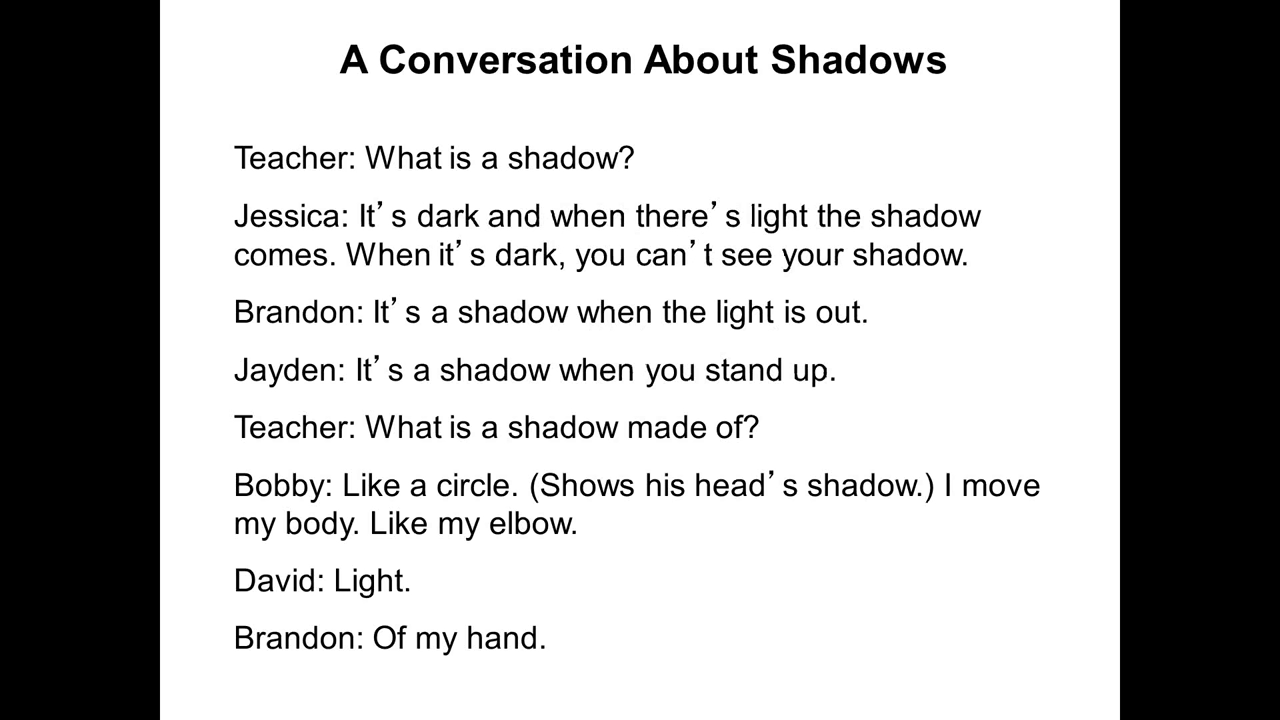 A Conversation About Shadows
Teacher: What is a shadow?
Jessica: It’s dark and when there’s light the shadow
comes. When it’s dark, you can’t see your shadow.
Brandon: It’s a shadow when the light is out.
Jayden: It’s a shadow when you stand up.
Teacher: What is a shadow made of?
Bobby: Like a circle. (Shows his head’s shadow.) I move
my body. Like my elbow.
David: Light.
Brandon: Of my hand.